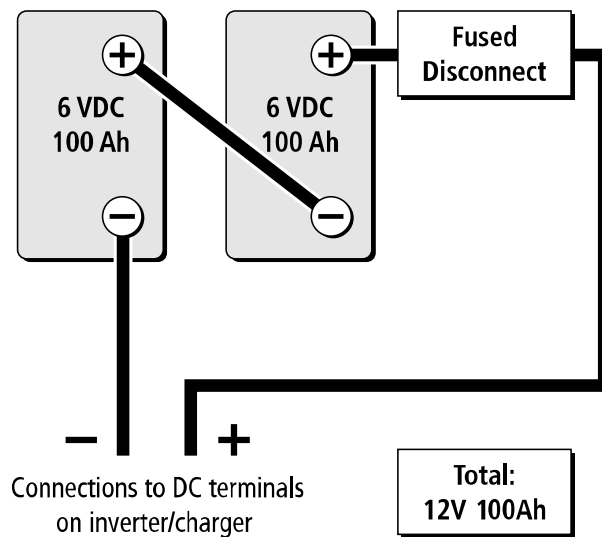 +
6 VDC
100 Ah
−
+
6 VDC
100 Ah
−
Fused
Disconnect
− +
Connections to DC terminals
on inverter/charger
Total:
12V 100Ah